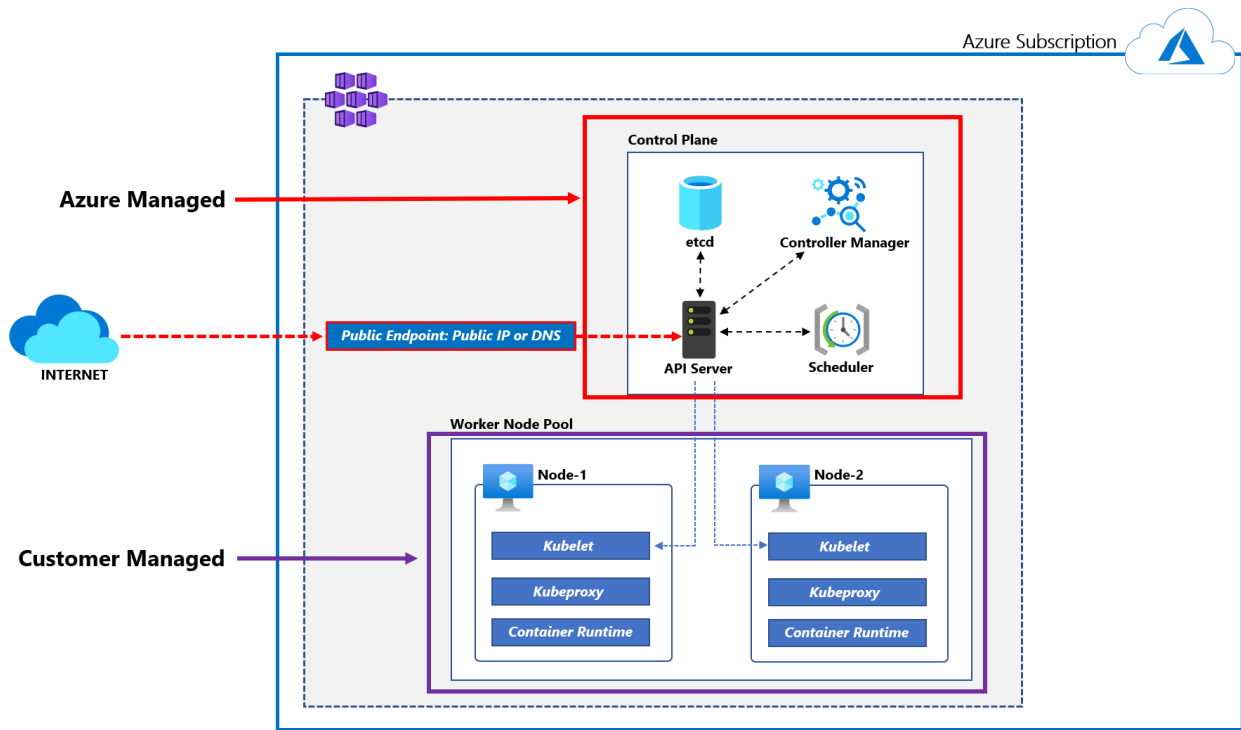 Azure Subscription
Control Plane
Azure Managed
etcd
Controller Manager
Public Endpoint: Public IP or DNS
INTERNET
API Server
Scheduler
Worker Node Pool
Node-1
Node-2
Kubelet
Kubelet
Customer Managed
Kubeproxy
Kubeproxy
Container Runtime
Container Runtime